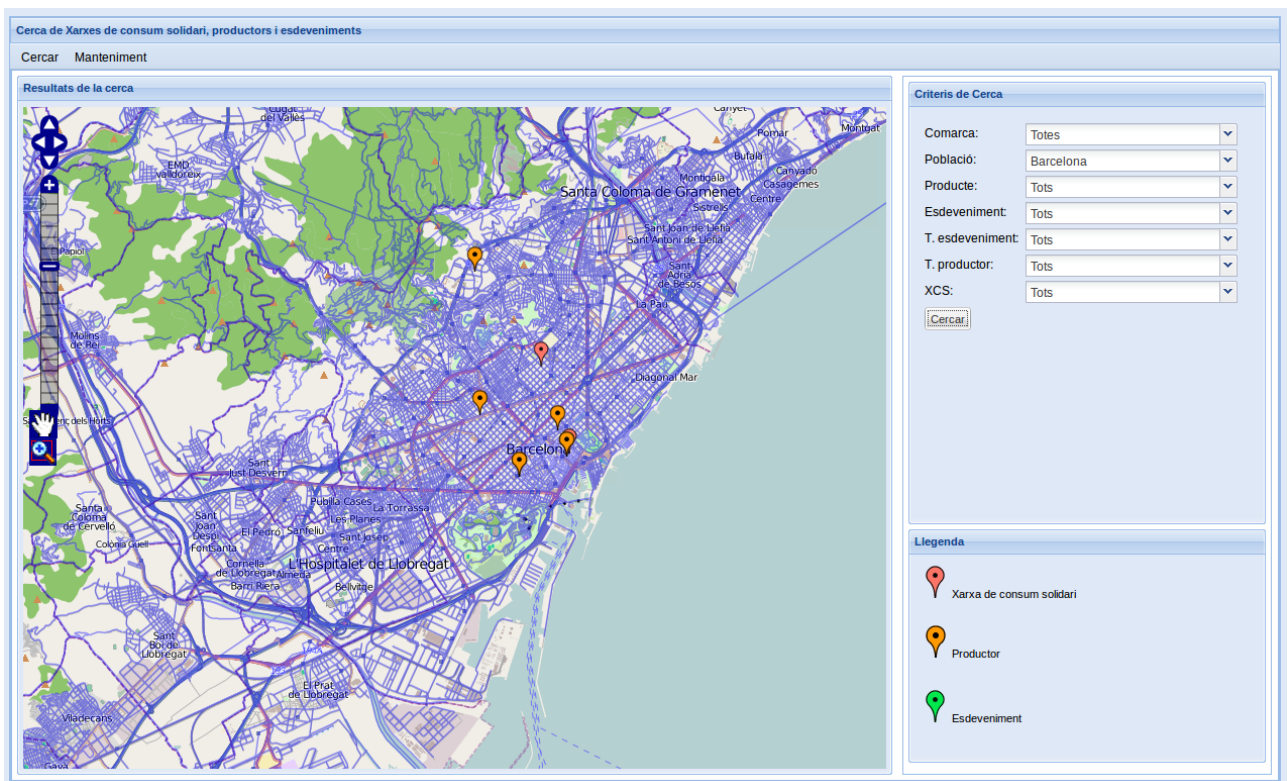 Cerca de Xarxes de consum solidari, productors i esdeveniments
Cercar Manteniment
Resultats de la cerca
del Vallès
Canyet
Pomar
Montgat
Bufalà
EMD
valldoreix
Montigalà
Canyadó
Casagemes
Santa Coloma de Gramenet
Centre
Sistrells
Sant Joan de Llefià
Sant Antoni de Llefià
El Papiol
Sant
Adrià
de Besòs
La Pau
Molins
de Rei
Diagonal Mar
dels Horts
Barcelona
Sant
Just Desvern
Pubilla Cases
La Torrassa
Santa
Coloma
de Cervelló
Sant
Joan
Despí
Les Planes
El Pedró
Sanfeliu
Sant Josep
Colònia Güell
Fontsanta
Centre
Cornellà
de Llobregat
Almeda
L'Hospitalet de Llobregat
Barri Riera
Bellvitge
Sant
Boi de
Llobregat
El Prat
de Llobregat
Viladecans
Gavà
Criteris de Cerca
Comarca: Totes
Població: Barcelona
Producte: Tots
Esdeveniment: Tots
T. esdeveniment: Tots
T. productor: Tots
XCS: Tots
Cercar
Llegenda
Xarxa de consum solidari
Productor
Esdeveniment